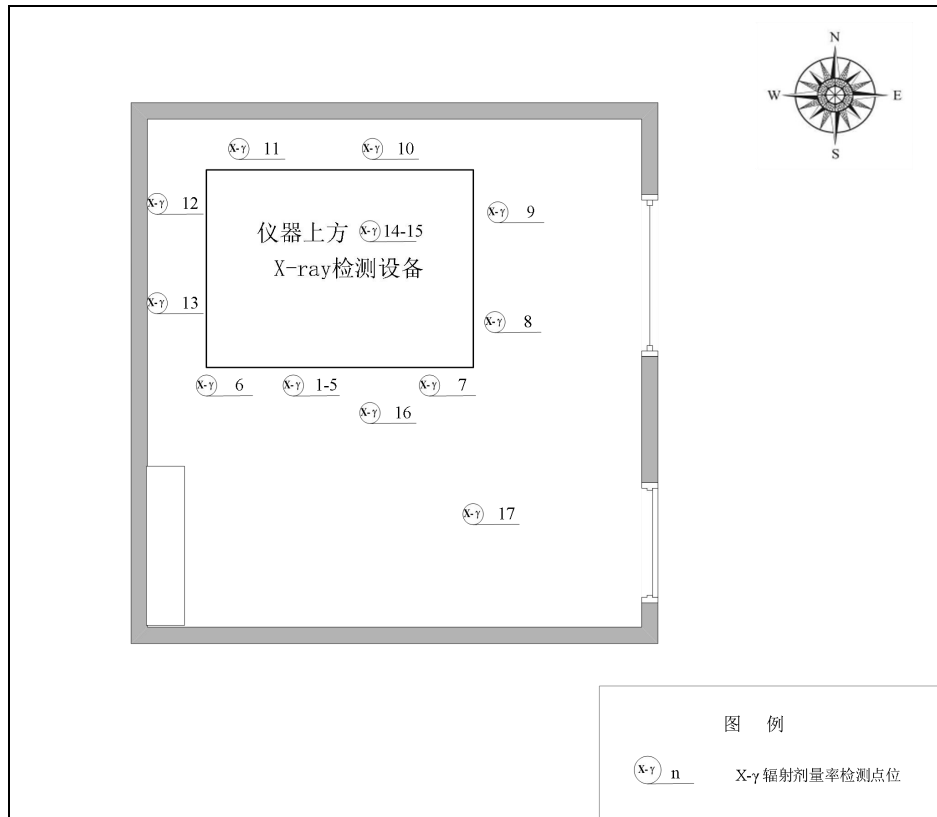 N
W E
S
X-γ 11 X-γ 10
X-γ 12
X-γ 9
仪器上方 X-γ 14-15
X-ray检测设备
X-γ 13
X-γ 8
X-γ 6 X-γ 1-5 X-γ 7
X-γ 16
X-γ 17
图 例
X-γ n X-γ 辐射剂量率检测点位